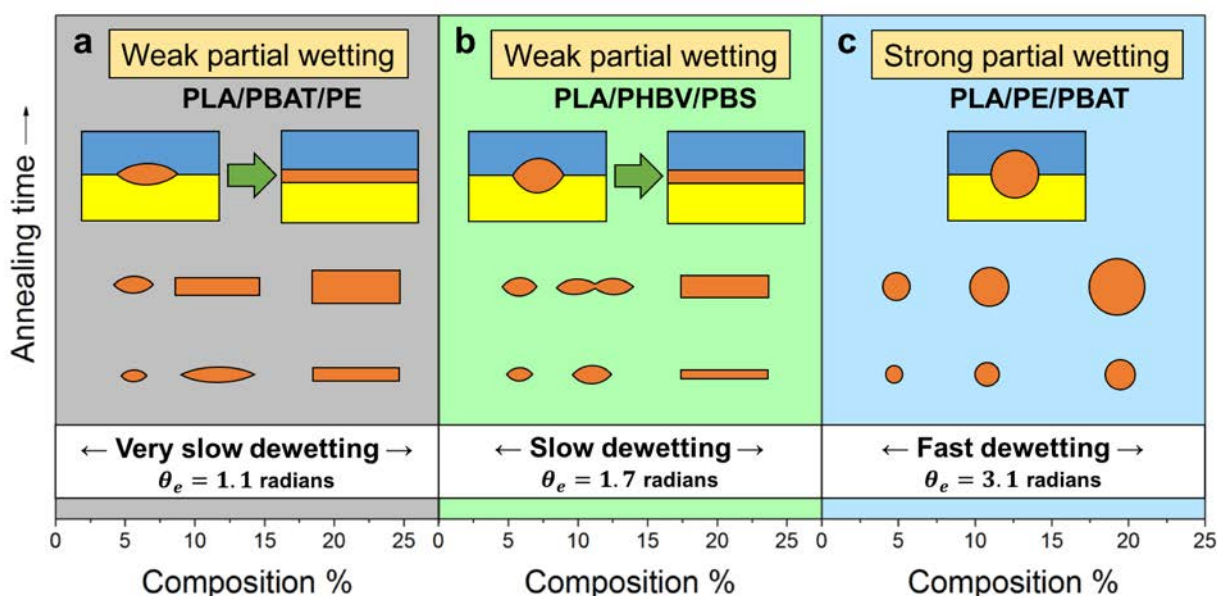 Annealing time →
a
Weak partial wetting
PLA/PBAT/PE
← Very slow dewetting →
θₑ = 1.1 radians
0 5 10 15 20 25
Composition %
b
Weak partial wetting
PLA/PHBV/PBS
← Slow dewetting →
θₑ = 1.7 radians
0 5 10 15 20 25
Composition %
c
Strong partial wetting
PLA/PE/PBAT
← Fast dewetting →
θₑ = 3.1 radians
0 5 10 15 20 25
Composition %